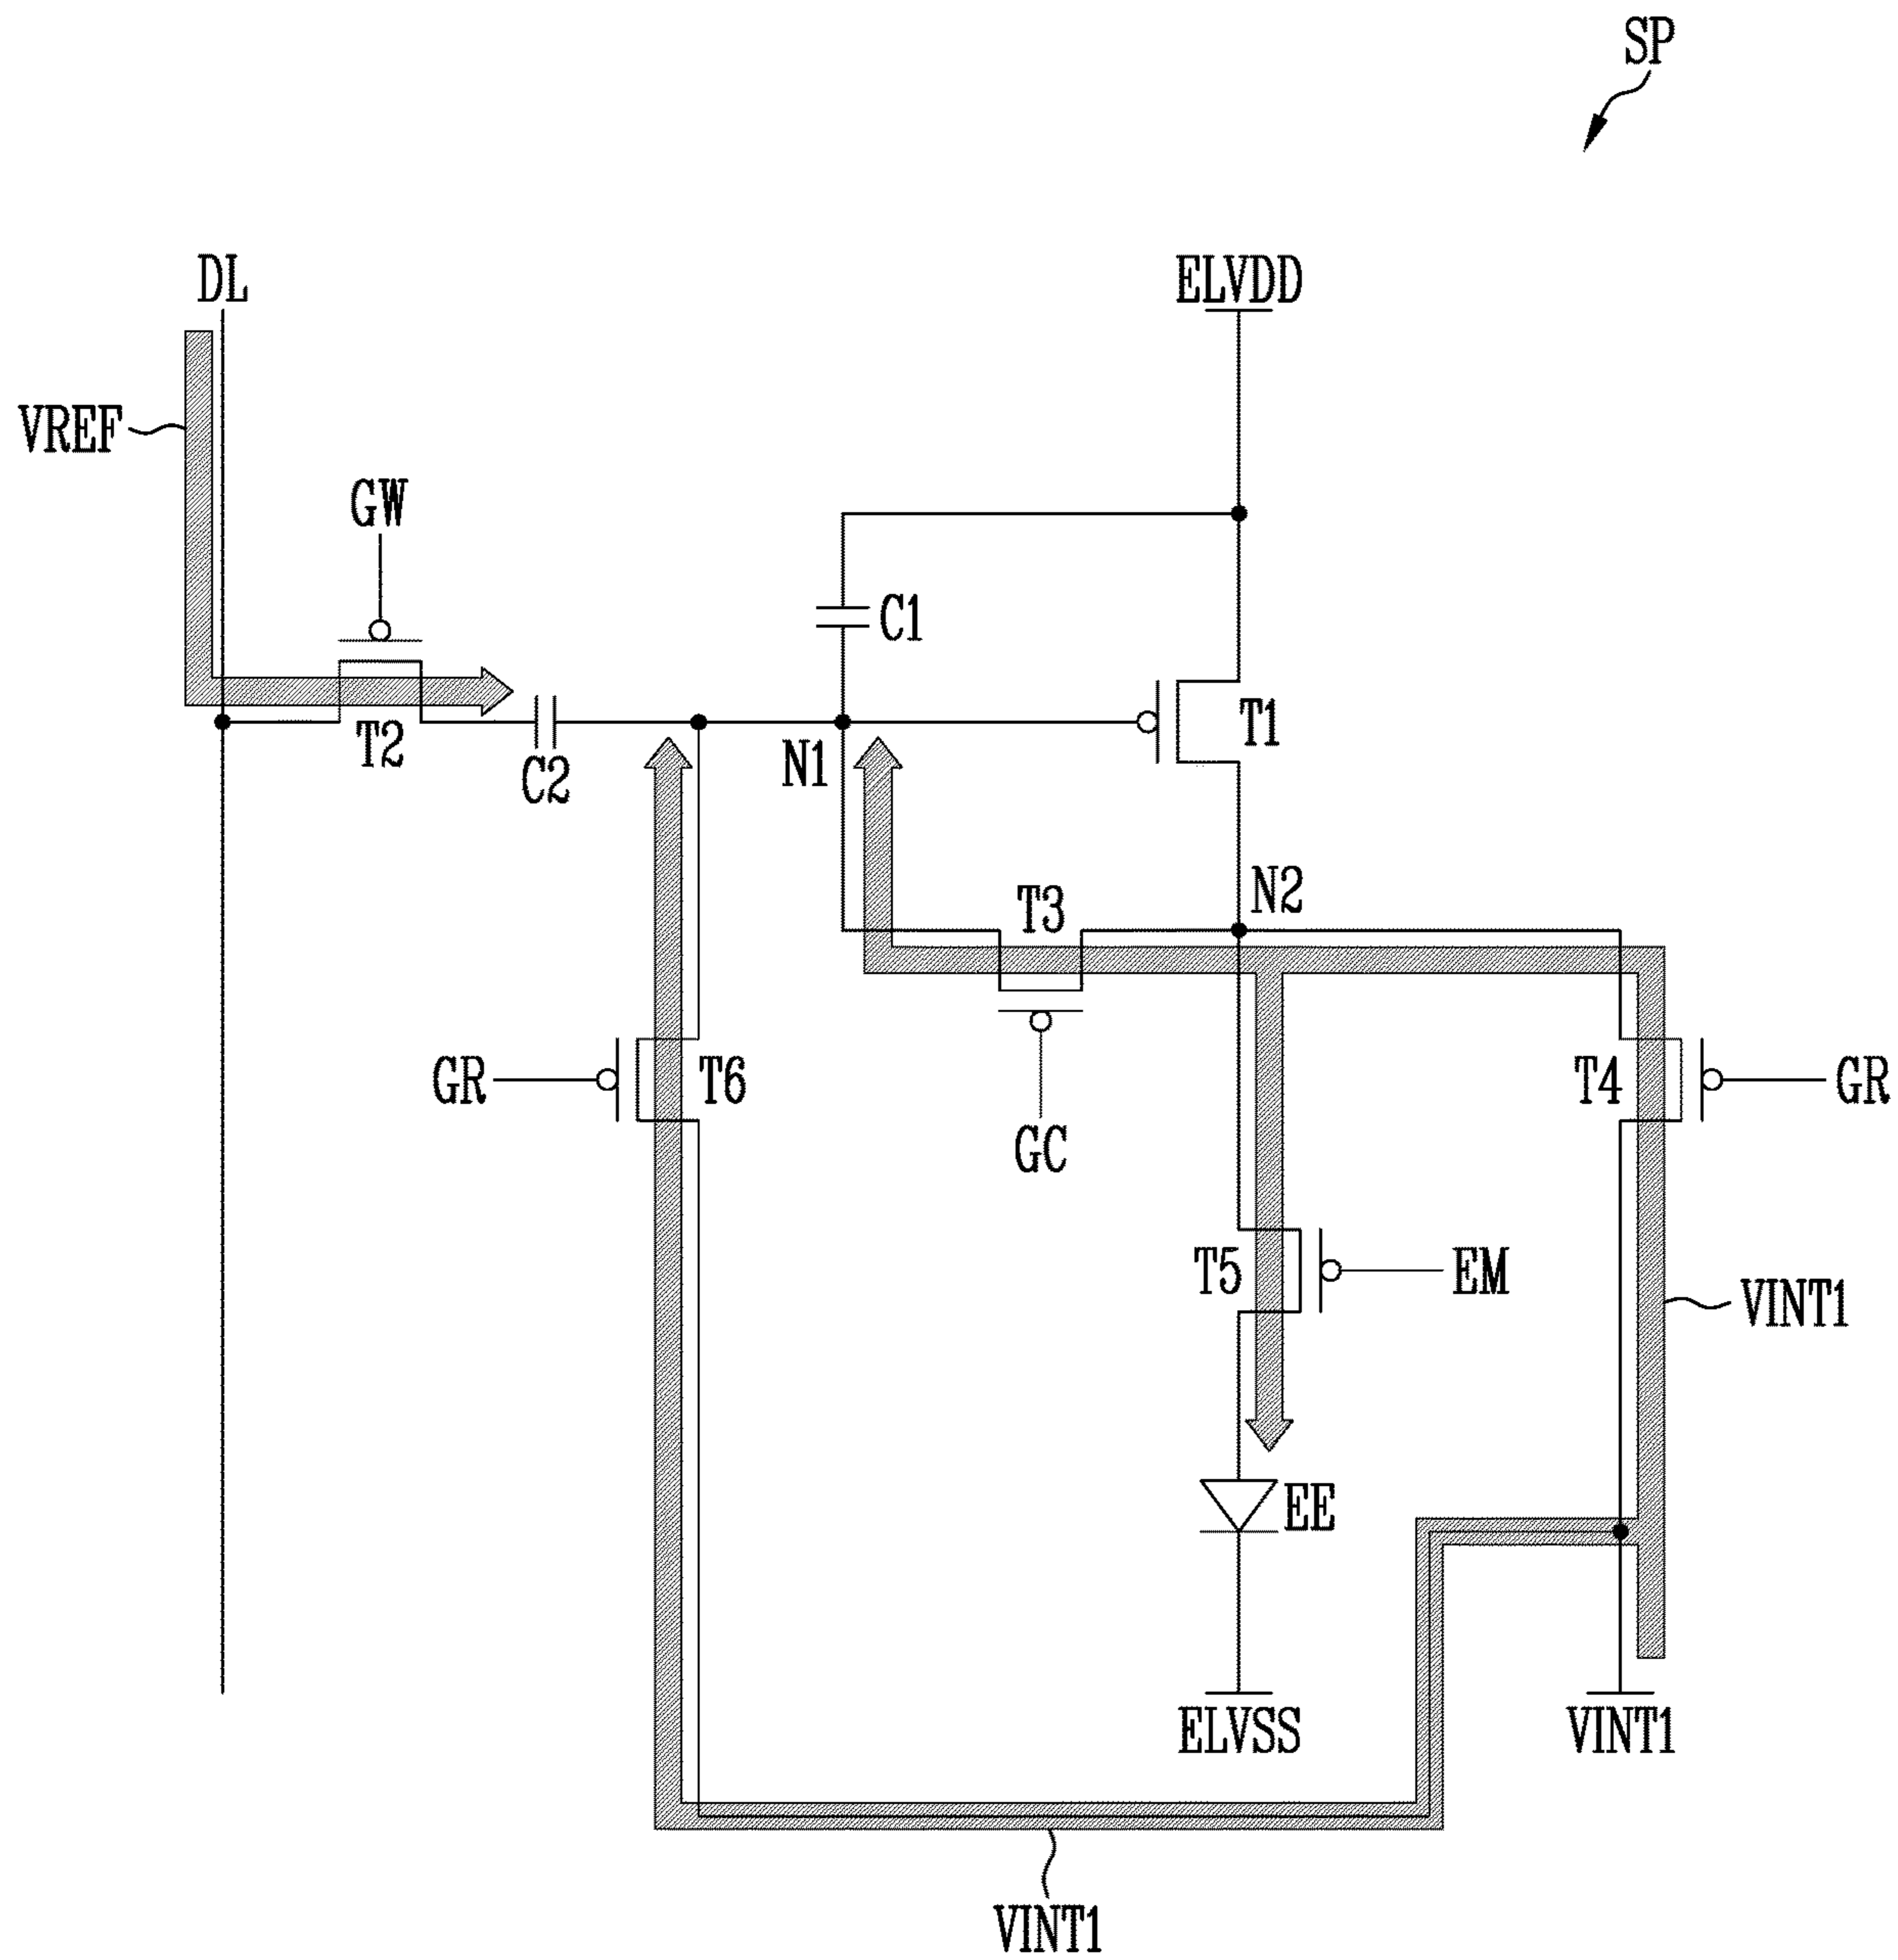 SP
DL
ELVDD
VREF
GW
C1
T1
T2
C2
N1
N2
T3
GR
T6
T4
GR
GC
T5
EM
VINT1
EE
ELVSS
VINT1
VINT1